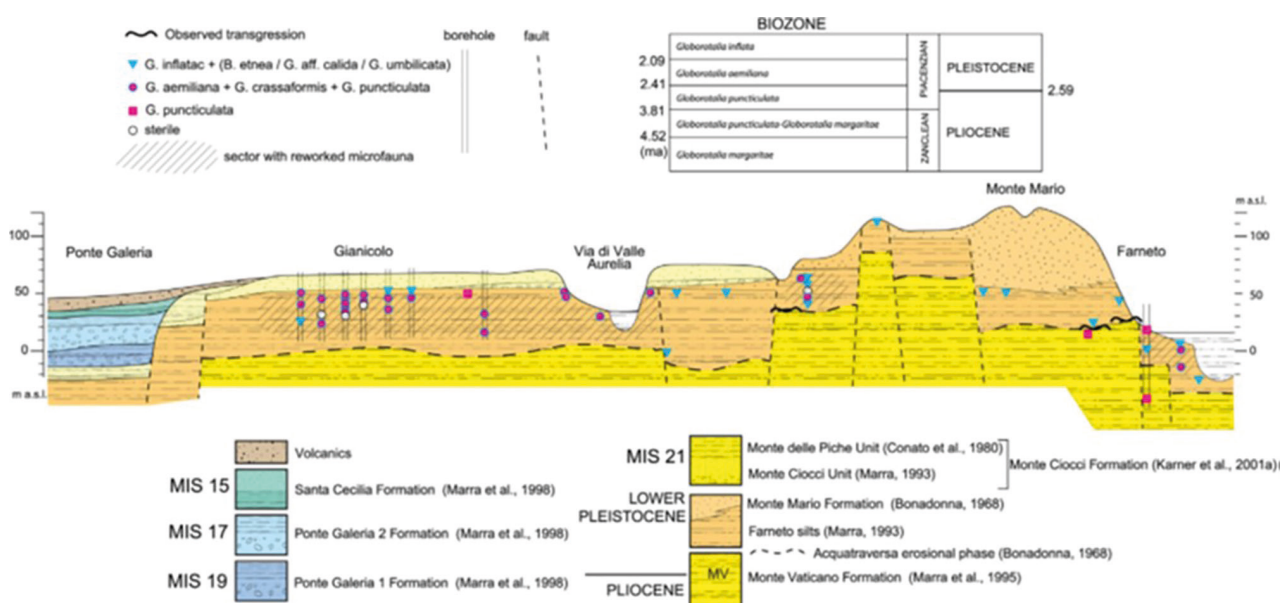 Observed transgression
G. inflatac + (B. etnea / G. aff. calida / G. umbilicata)
G. aemiliana + G. crassaformis + G. puncticulata
G. puncticulata
sterile
sector with reworked microfauna
borehole
fault
BIOZONE
Globorotalia inflata
2.09
Globorotalia aemiliana
2.41
Globorotalia puncticulata
3.81
Globorotalia puncticulata-Globorotalia margaritae
4.52
(ma)
Globorotalia margaritae
PIACENZIAN
ZANCLEAN
PLEISTOCENE
2.59
PLIOCENE
Monte Mario
m a.s.l.
100
50
0
Ponte Galeria
Gianicolo
Via di Valle
Aurelia
Farneto
100
50
0
m a.s.l.
Volcanics
MIS 15
Santa Cecilia Formation (Marra et al., 1998)
MIS 17
Ponte Galeria 2 Formation (Marra et al., 1998)
MIS 19
Ponte Galeria 1 Formation (Marra et al., 1998)
MIS 21
Monte delle Piche Unit (Conato et al., 1980)
Monte Ciocci Unit (Marra, 1993)
Monte Ciocci Formation (Karner et al., 2001a)(
LOWER
PLEISTOCENE
Monte Mario Formation (Bonadonna, 1968)
Farneto silts (Marra, 1993)
Acquatraversa erosional phase (Bonadonna, 1968)
PLIOCENE
MV
Monte Vaticano Formation (Marra et al., 1995)